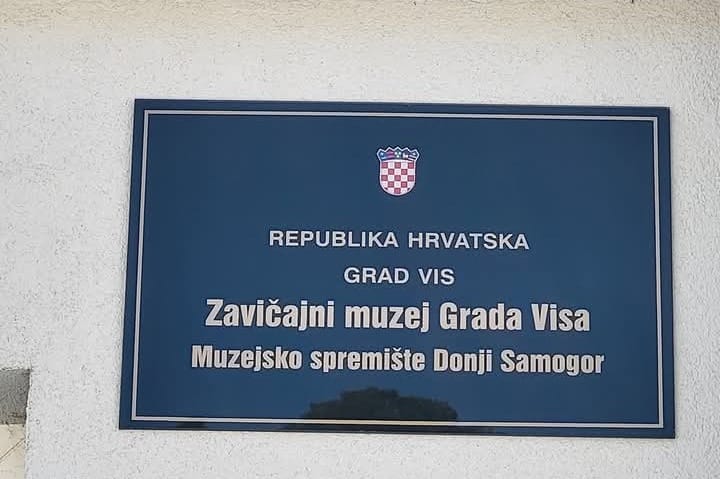 REPUBLIKA HRVATSKA
GRAD VIS
Zavičajni muzej Grada Visa
Muzejsko spremište Donji Samogor